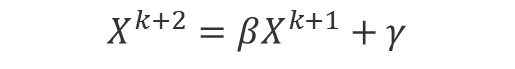 X^{k+2} = βX^{k+1} + γ